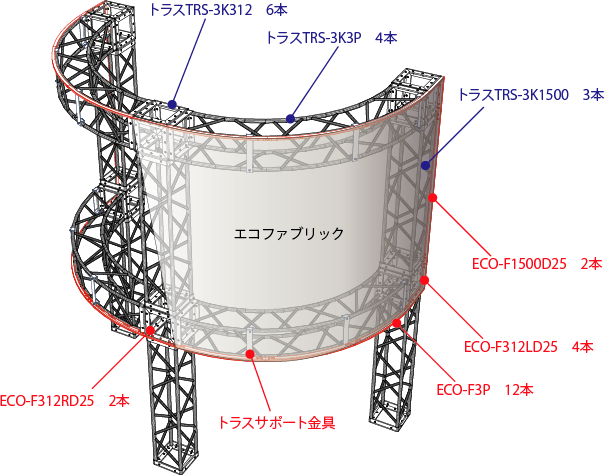 トラスTRS-3K312　6本
トラスTRS-3K3P　4本
トラスTRS-3K1500　3本
エコファブリック
ECO-F1500D25　2本
ECO-F312LD25　4本
ECO-F3P　12本
ECO-F312RD25　2本
トラスサポート金具